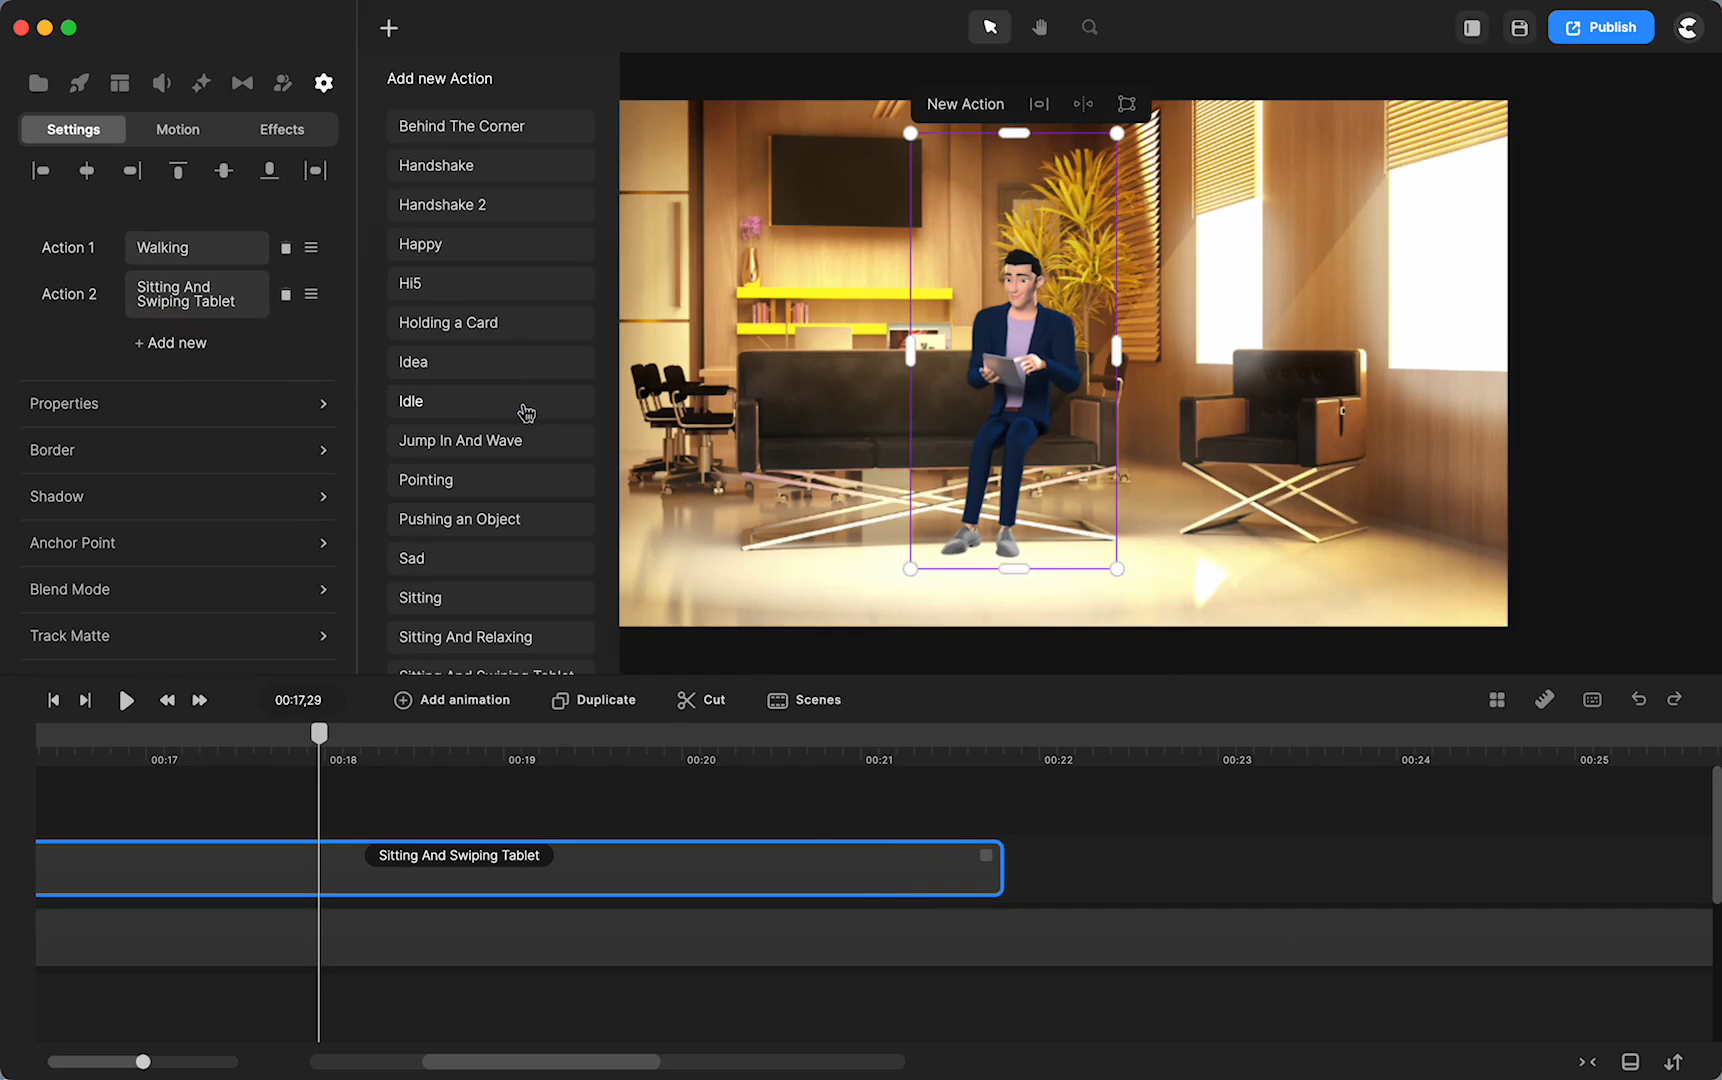 Publish
Add new Action
Settings
Motion
Effects
Behind The Corner
New Action
Handshake
Handshake 2
Action 1
Walking
Happy
Hi5
Action 2
Sitting And
Swiping Tablet
Holding a Card
+ Add new
Idea
Properties
Idle
Border
Jump In And Wave
Pointing
Shadow
Pushing an Object
Anchor Point
Sad
Blend Mode
Sitting
Track Matte
Sitting And Relaxing
Sitting And Swiping Tablet
00:17,29
Add animation
Duplicate
Cut
Scenes
00:17
00:18
00:19
00:20
00:21
00:22
00:23
00:24
00:25
Sitting And Swiping Tablet